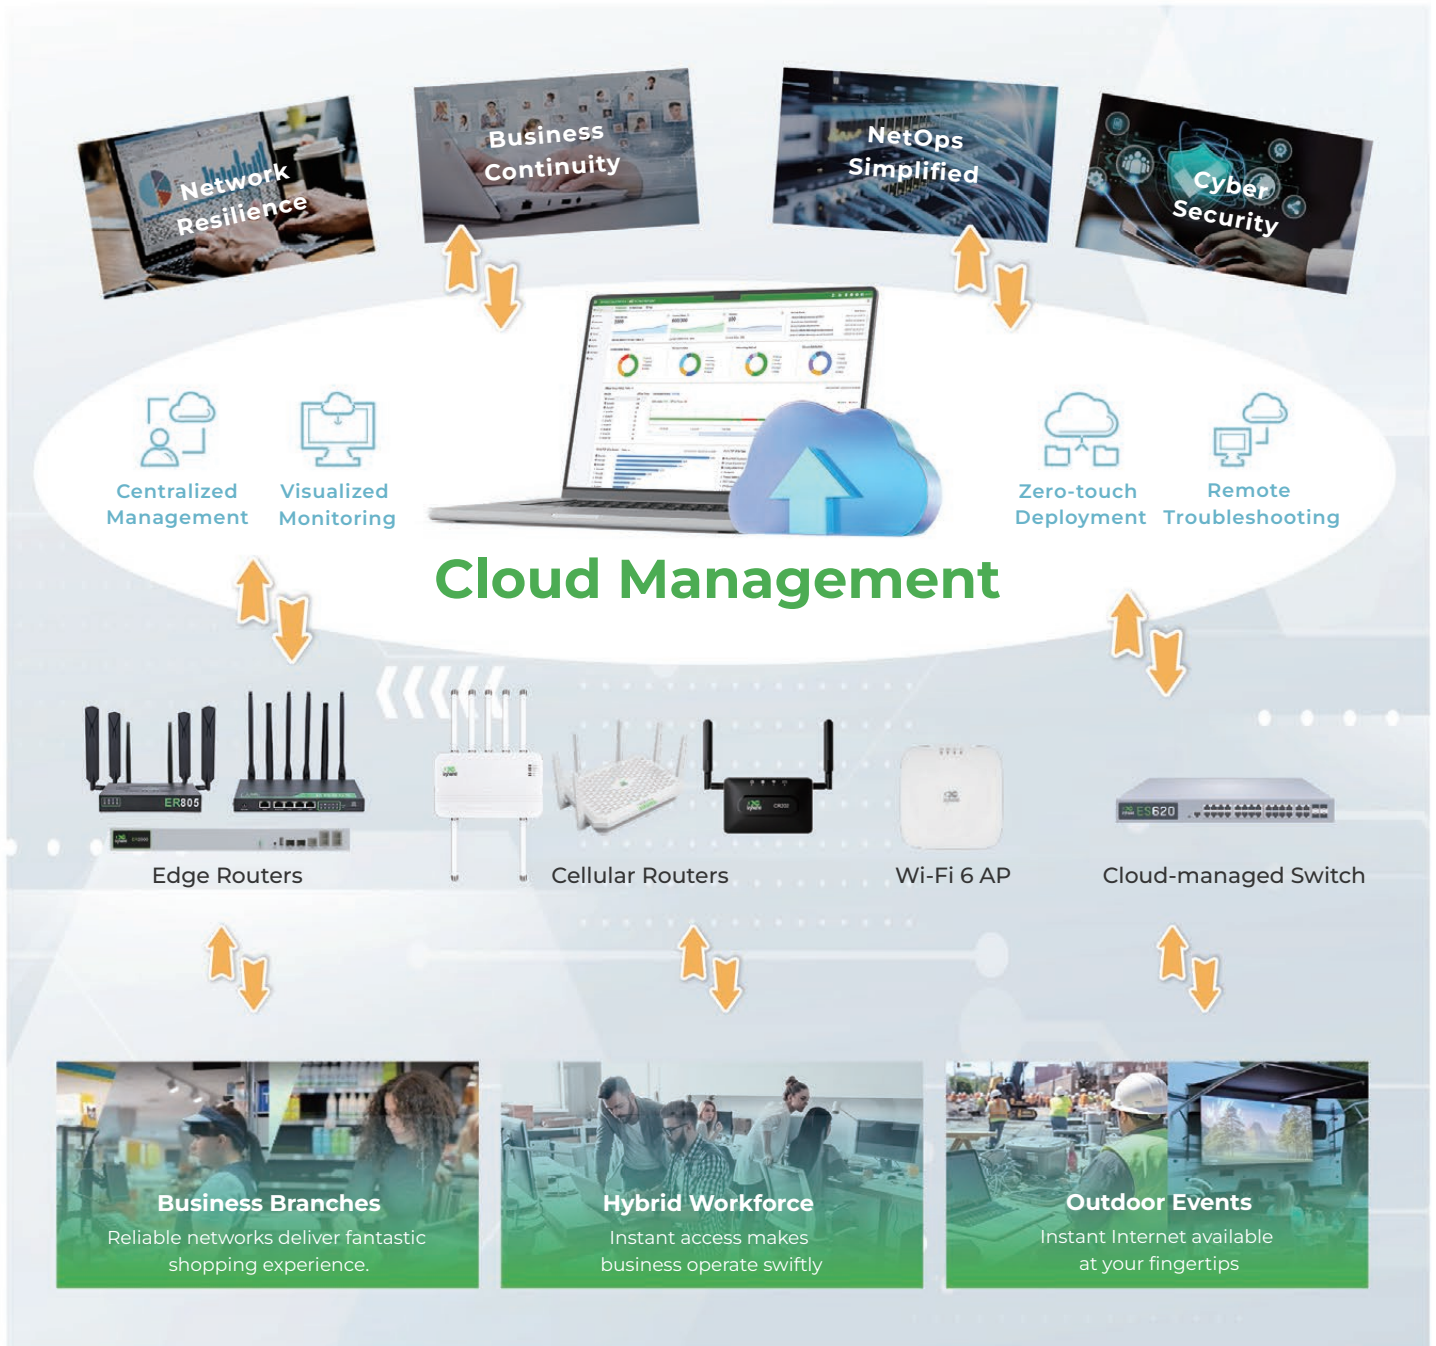 Network
Resilience
Business
Continuity
NetOps
Simplified
Cyber
Security
Centralized
Management
Visualized
Monitoring
Zero-touch
Deployment
Remote
Troubleshooting
Cloud Management
ER805
CR202
ES620
Edge Routers
Cellular Routers
Wi-Fi 6 AP
Cloud-managed Switch
Business Branches
Reliable networks deliver fantastic
shopping experience.
Hybrid Workforce
Instant access makes
business operate swiftly
Outdoor Events
Instant Internet available
at your fingertips